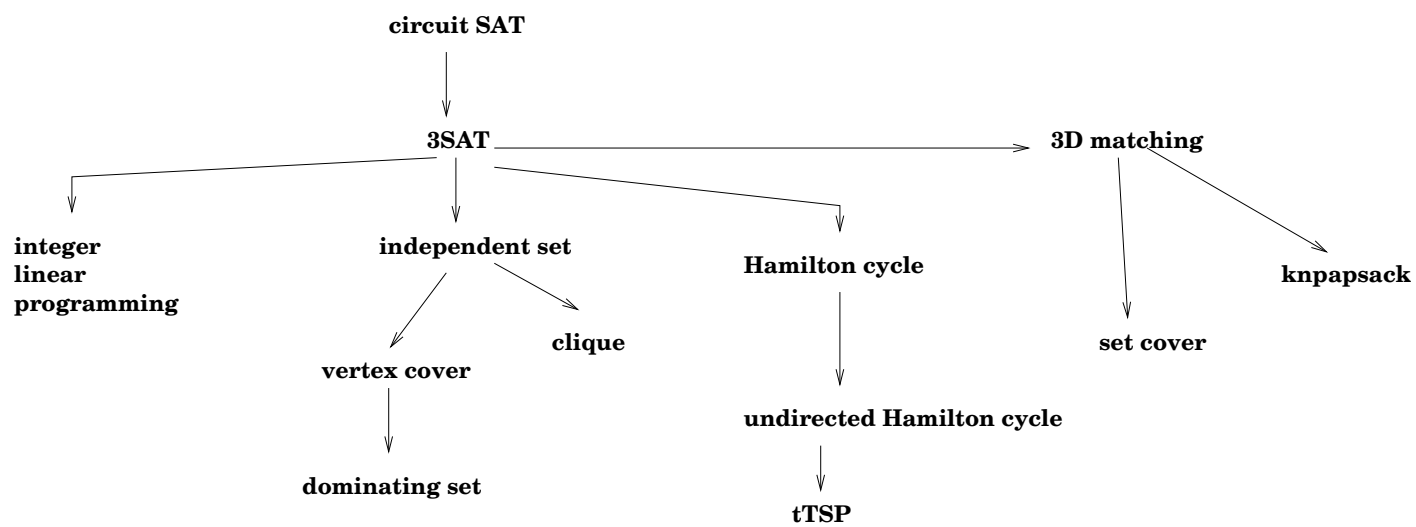 circuit SAT
3SAT
3D matching
integer
linear
programming
independent set
Hamilton cycle
knpapsack
clique
set cover
vertex cover
undirected Hamilton cycle
dominating set
tTSP